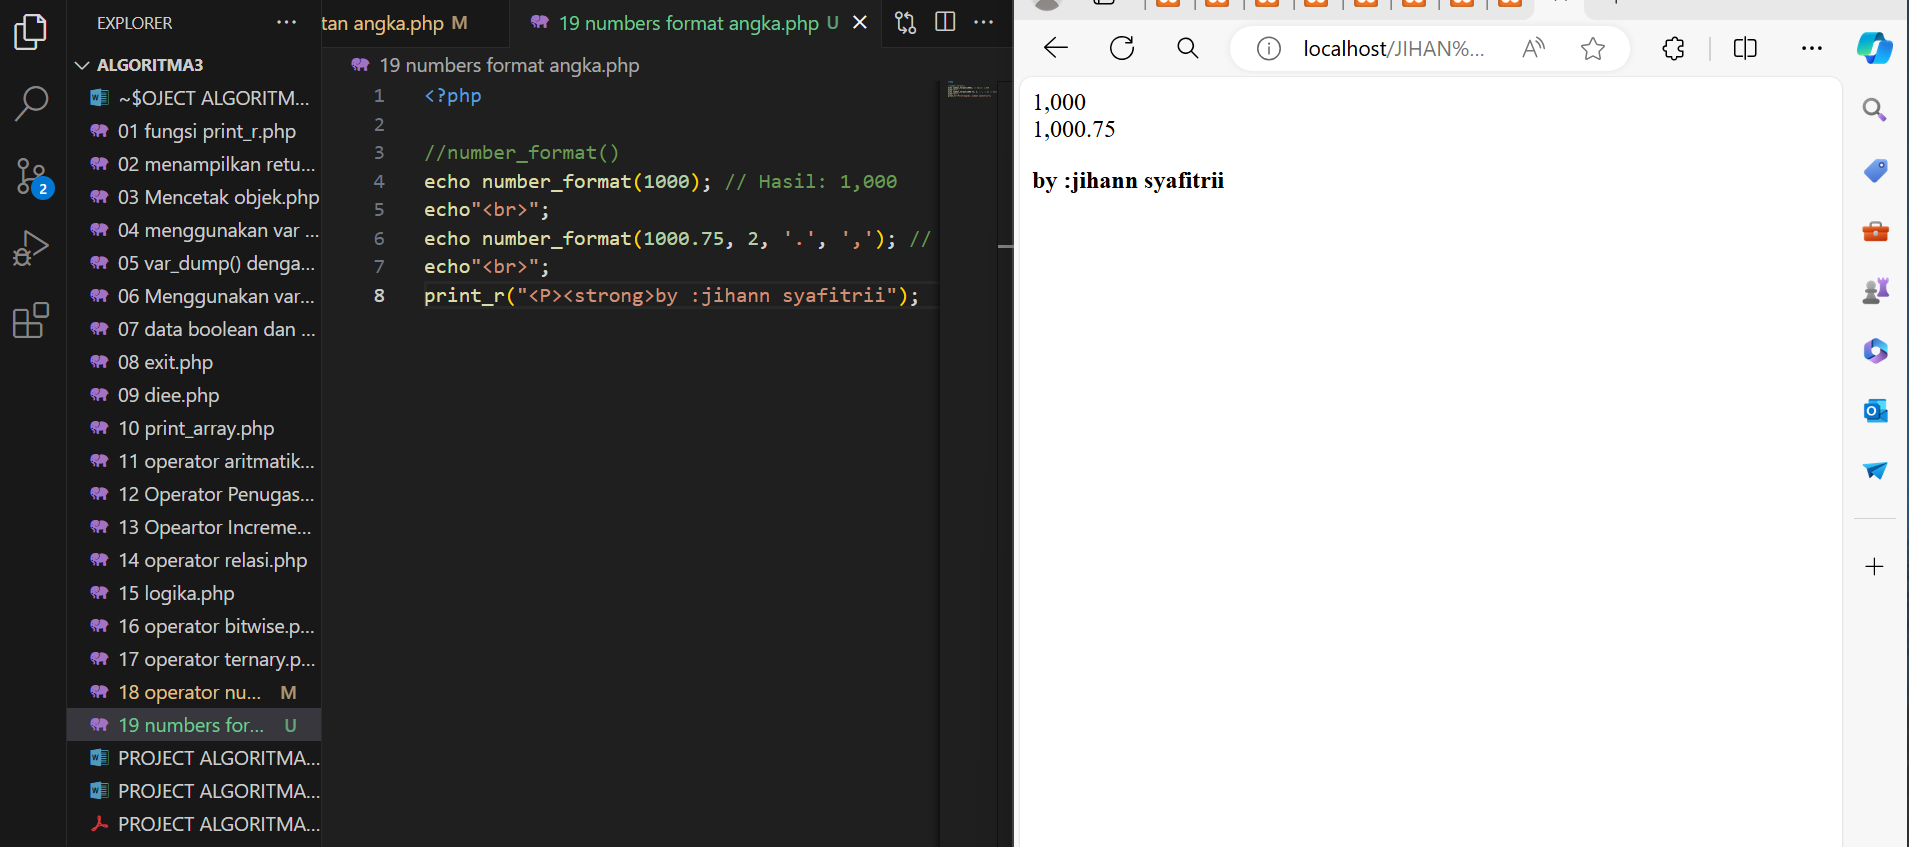 EXPLORER
ALGORITMA3
~$OJECT ALGORITM...
01 fungsi print_r.php
02 menampilkan retu...
03 Mencetak objek.php
04 menggunakan var ...
05 var_dump() denga...
06 Menggunakan var...
07 data boolean dan ...
08 exit.php
09 diee.php
10 print_array.php
11 operator aritmatik...
12 Operator Penugas...
13 Opeartor Increme...
14 operator relasi.php
15 logika.php
16 operator bitwise.p...
17 operator ternary.p...
18 operator nu... M
19 numbers for... U
PROJECT ALGORITMA...
PROJECT ALGORITMA...
PROJECT ALGORITMA...
2
tan angka.php M
19 numbers format angka.php U
19 numbers format angka.php
1 <?php
2
3 //number_format()
4 echo number_format(1000); // Hasil: 1,000
5 echo"<br>";
6 echo number_format(1000.75, 2, '.', ','); //
7 echo"<br>";
8 print_r("<P><strong>by :jihann syafitrii");
localhost/JIHAN%...
1,000
1,000.75
by :jihann syafitrii